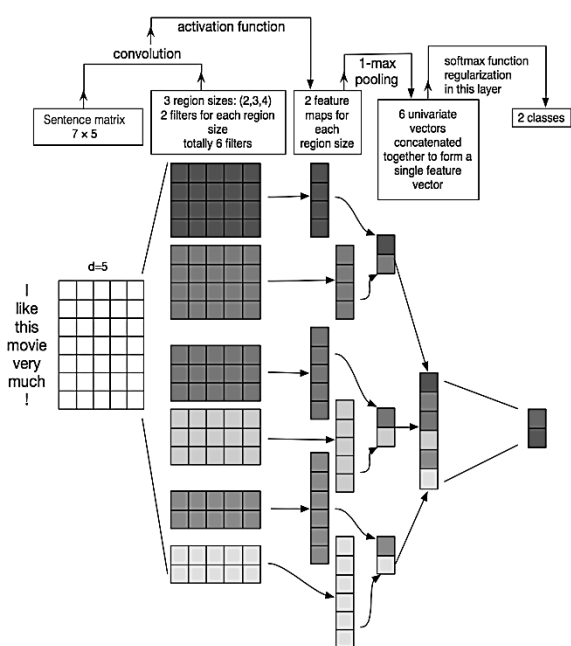 activation function
convolution
1-max
pooling
softmax function
regularization
in this layer
Sentence matrix
7 × 5
3 region sizes: (2,3,4)
2 filters for each region
size
totally 6 filters
2 feature
maps for
each
region size
6 univariate
vectors
concatenated
together to form a
single feature
vector
2 classes
d=5
I
like
this
movie
very
much
!